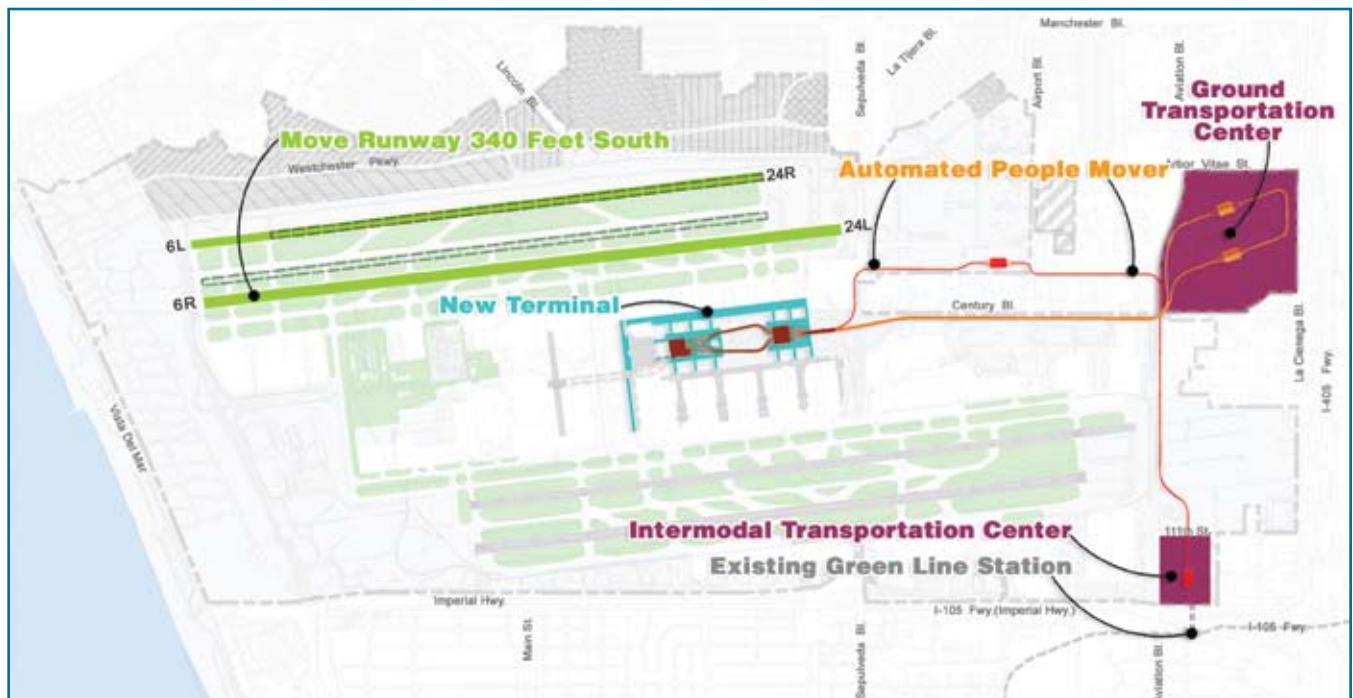 Manchester Bl.
La Tijera Bl.
Lincoln Bl.
Sepulveda Bl.
Airport Bl.
Aviation Bl.
Ground
Transportation
Center
Move Runway 340 Feet South
Westchester Pkwy.
Automated People Mover
Arbor Vitae St.
24R
24L
6L
6R
New Terminal
Century Bl.
La Cienega Bl.
I-405 Fwy.
Vista Del Mar
Intermodal Transportation Center
111th St.
Existing Green Line Station
Imperial Hwy.
I-105 Fwy.(Imperial Hwy.)
I-105 Fwy.
Main St.
Sepulveda Bl.
Aviation Bl.